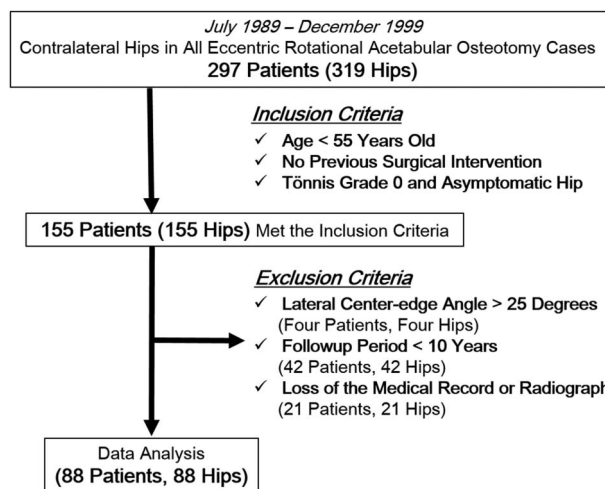 July 1989 – December 1999
Contralateral Hips in All Eccentric Rotational Acetabular Osteotomy Cases
297 Patients (319 Hips)
Inclusion Criteria
✓ Age < 55 Years Old
✓ No Previous Surgical Intervention
✓ Tönnis Grade 0 and Asymptomatic Hip
155 Patients (155 Hips) Met the Inclusion Criteria
Exclusion Criteria
✓ Lateral Center-edge Angle > 25 Degrees
(Four Patients, Four Hips)
✓ Followup Period < 10 Years
(42 Patients, 42 Hips)
✓ Loss of the Medical Record or Radiograph
(21 Patients, 21 Hips)
Data Analysis
(88 Patients, 88 Hips)